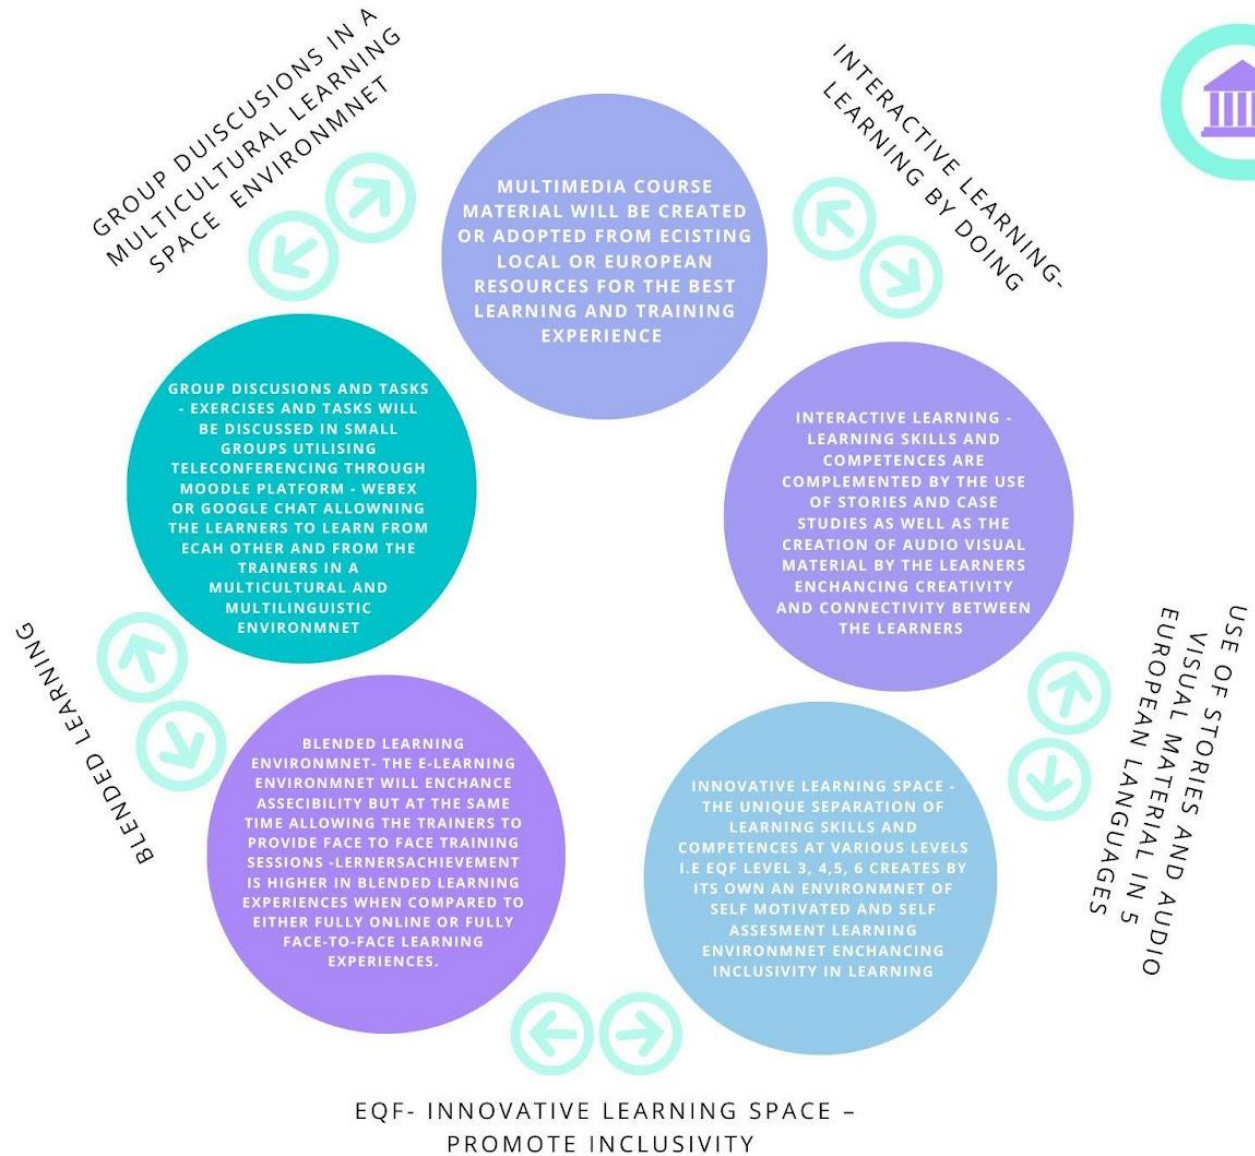 GROUP DUISCUSIONS IN A
MULTICULTURAL LEARNING
SPACE ENVIRONMNET
INTERACTIVE LEARNING-
LEARNING BY DOING
MULTIMEDIA COURSE
MATERIAL WILL BE CREATED
OR ADOPTED FROM ECISTING
LOCAL OR EUROPEAN
RESOURCES FOR THE BEST
LEARNING AND TRAINING
EXPERIENCE
GROUP DISCUSIONS AND TASKS
- EXERCISES AND TASKS WILL
BE DISCUSSED IN SMALL
GROUPS UTILISING
TELECONFERENCING THROUGH
MOODLE PLATFORM - WEBEX
OR GOOGLE CHAT ALLOWNING
THE LEARNERS TO LEARN FROM
ECAH OTHER AND FROM THE
TRAINERS IN A
MULTICULTURAL AND
MULTILINGUISTIC
ENVIRONMNET
INTERACTIVE LEARNING -
LEARNING SKILLS AND
COMPETENCES ARE
COMPLEMENTED BY THE USE
OF STORIES AND CASE
STUDIES AS WELL AS THE
CREATION OF AUDIO VISUAL
MATERIAL BY THE LEARNERS
ENCHANCING CREATIVITY
AND CONNECTIVITY BETWEEN
THE LEARNERS
BLENDED LEARNING
USE OF STORIES AND AUDIO
VISUAL MATERIAL IN 5
EUROPEAN LANGUAGES
BLENDED LEARNING
ENVIRONMNET- THE E-LEARNING
ENVIRONMNET WILL ENCHANCE
ASSECIBILITY BUT AT THE SAME
TIME ALLOWING THE TRAINERS TO
PROVIDE FACE TO FACE TRAINING
SESSIONS -LERNERSACHIEVEMENT
IS HIGHER IN BLENDED LEARNING
EXPERIENCES WHEN COMPARED TO
EITHER FULLY ONLINE OR FULLY
FACE-TO-FACE LEARNING
EXPERIENCES.
INNOVATIVE LEARNING SPACE -
THE UNIQUE SEPARATION OF
LEARNING SKILLS AND
COMPETENCES AT VARIOUS LEVELS
I.E EQF LEVEL 3, 4,5, 6 CREATES BY
ITS OWN AN ENVIRONMNET OF
SELF MOTIVATED AND SELF
ASSESMENT LEARNING
ENVIRONMNET ENCHANCING
INCLUSIVITY IN LEARNING
EQF- INNOVATIVE LEARNING SPACE –
PROMOTE INCLUSIVITY